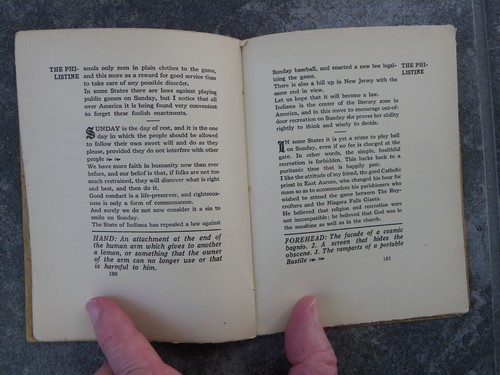 THE PHI-
LISTINE
sends only men in plain clothes to the game,
and this more as a reward for good service than
to take care of any possible disorder.
In some States there are laws against playing
public games on Sunday, but I notice that all
over America it is being found very convenient
to forget these foolish enactments.
SUNDAY is the day of rest, and it is the one
day in which the people should be allowed
to follow their own sweet will and do as they
please, provided they do not interfere with other
people
We have more faith in humanity now than ever
before, and our belief is that, if folks are not too
much restrained, they will discover what is right
and best, and then do it.
Good conduct is a life-preserver, and righteous-
ness is only a form of commonsense.
And surely we do not now consider it a sin to
smile on Sunday.
The State of Indiana has repealed a law against
HAND: An attachment at the end of
the human arm which gives to another
a lemon, or something that the owner
of the arm can no longer use or that
is harmful to him.
180
THE PHI-
LISTINE
Sunday baseball, and enacted a new law legal-
izing the game.
There is also a bill up in New Jersey with the
same end in view.
Let us hope that it will become a law.
Indiana is the center of the literary zone in
America, and in this move to encourage out-of-
door recreation on Sunday she proves her ability
rightly to think and wisely to decide.
IN some States it is yet a crime to play ball
on Sunday, even if no fee is charged at the
gate. In other words, the simple, healthful
recreation is forbidden. This harks back to a
puritanic time that is happily past.
I like the attitude of my friend, the good Catholic
priest in East Aurora, who changed his hour for
mass so as to accommodate his parishioners who
wished to attend the game between the Roy-
crofters and the Niagara Falls Giants.
He believed that religion and recreation were
not incompatible; he believed that God was in
the sunshine as well as in the church.
FOREHEAD: The facade of a cosmic
bagnio. 2. A screen that hides the
obscene. 3. The ramparts of a portable
Bastile
181